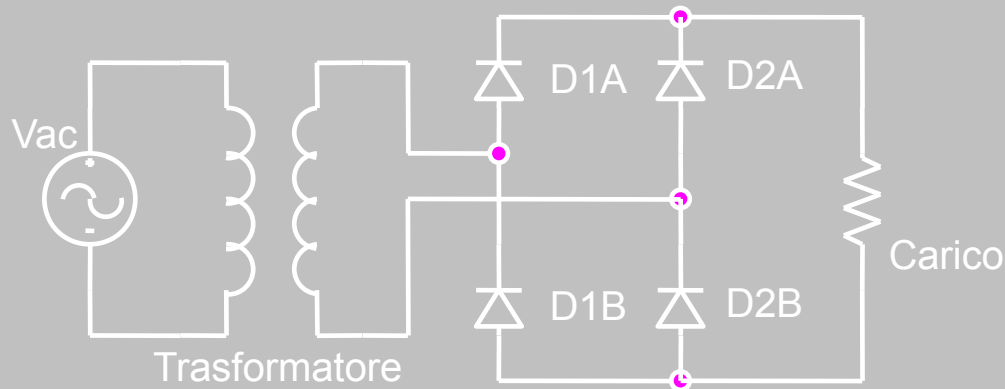 Vac
D1A
D2A
D1B
D2B
Carico
Trasformatore